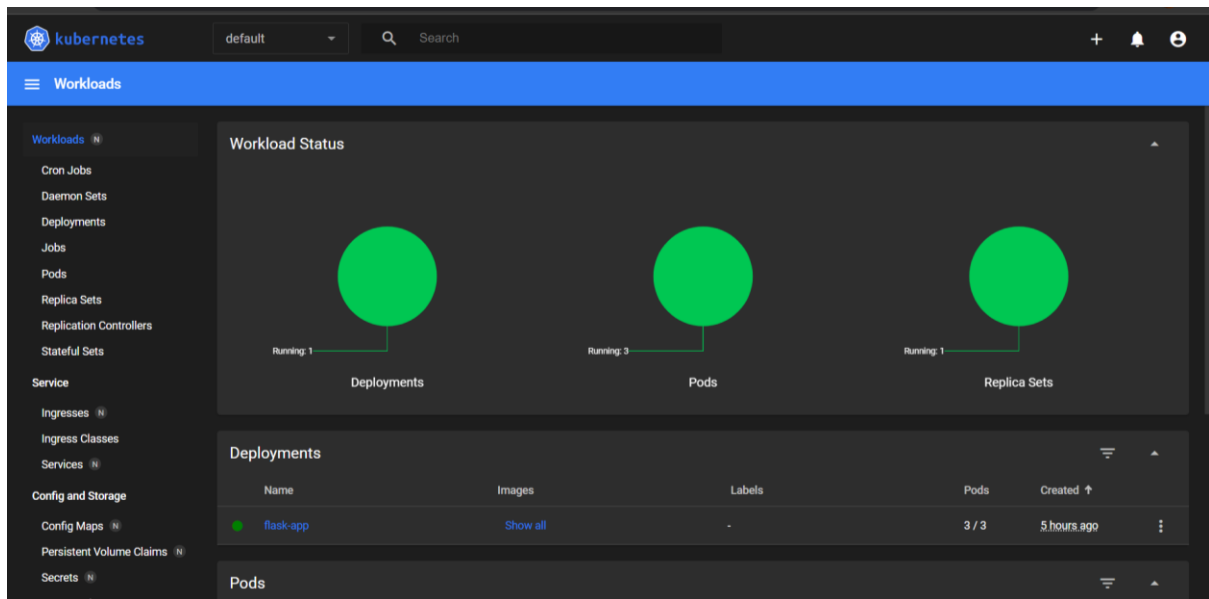 kubernetes
default
Search
Workloads
Workloads N
Cron Jobs
Daemon Sets
Deployments
Jobs
Pods
Replica Sets
Replication Controllers
Stateful Sets
Service
Ingresses N
Ingress Classes
Services N
Config and Storage
Config Maps N
Persistent Volume Claims N
Secrets N
Workload Status
Running: 1
Deployments
Running: 3
Pods
Running: 1
Replica Sets
Deployments
Name Images Labels Pods Created ↑
flask-app Show all - 3 / 3 5 hours ago
Pods